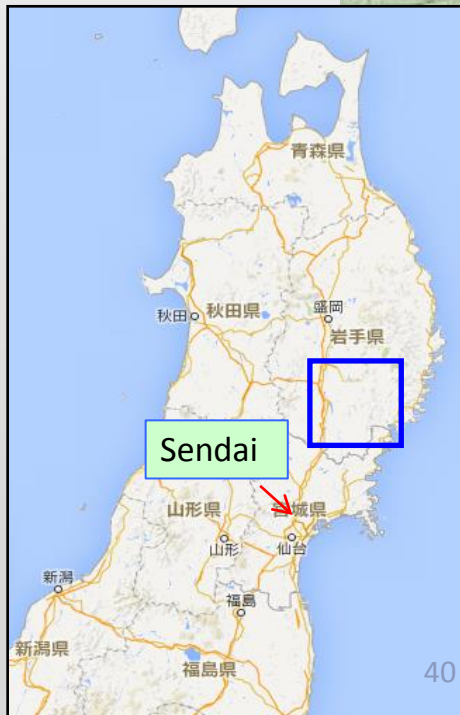 青森県
秋田
秋田県
盛岡
岩手県
Sendai
山形県
宮城県
山形
仙台
新潟
福島
新潟県
福島県
40